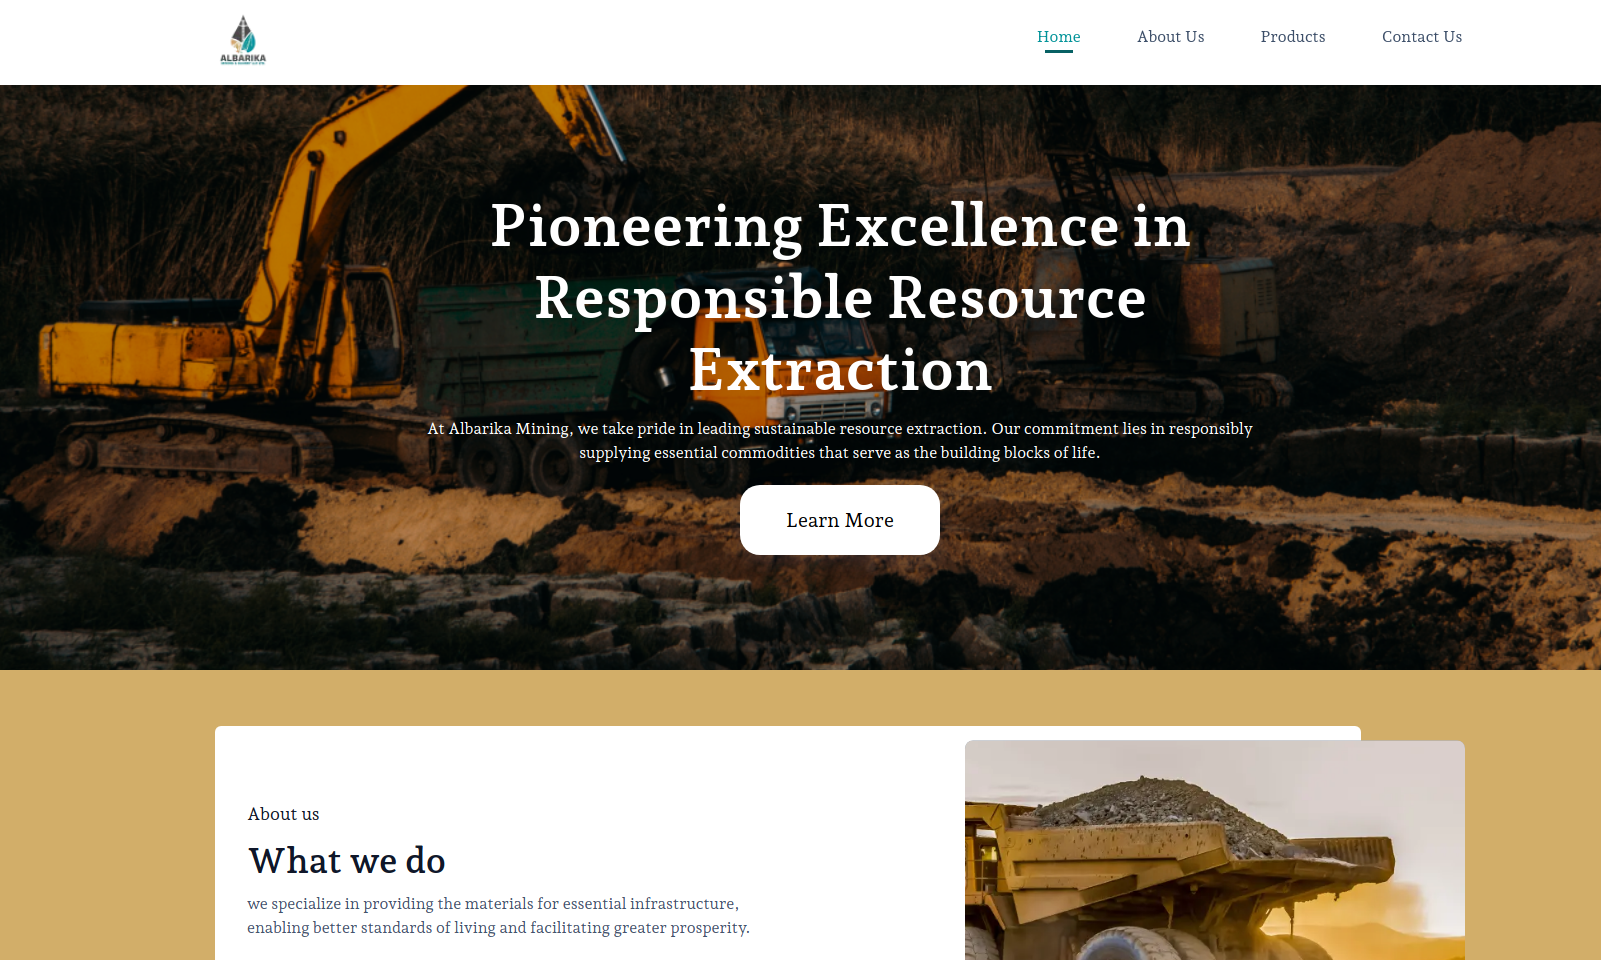 ALBARIKA
Home
About Us
Products
Contact Us
Pioneering Excellence in
Responsible Resource
Extraction
At Albarika Mining, we take pride in leading sustainable resource extraction. Our commitment lies in responsibly
supplying essential commodities that serve as the building blocks of life.
Learn More
About us
What we do
we specialize in providing the materials for essential infrastructure,
enabling better standards of living and facilitating greater prosperity.